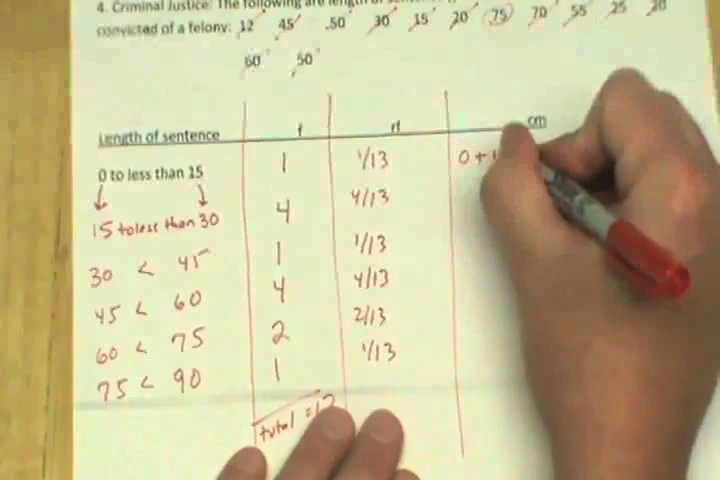 4. Criminal Justice: The following are length of
convicted of a felony: 12 45 50 30 15 20 75 70 55 25 20
60 50
Length of sentence f rf cm
0 to less than 15 1 1/13 0 +
15 to less than 30 4 4/13
30 < 45 1 1/13
45 < 60 4 4/13
60 < 75 2 2/13
75 < 90 1 1/13
total =